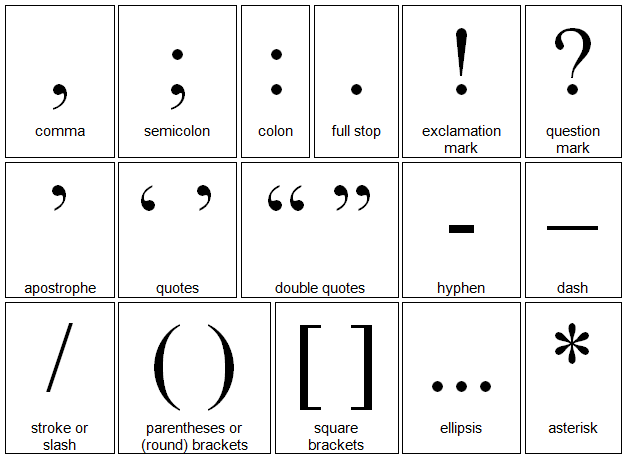 , ; : . ! ?
comma semicolon colon full stop exclamation mark question mark
’ ‘ ’ “ ” - —
apostrophe quotes double quotes hyphen dash
/ ( ) [ ] … *
stroke or slash parentheses or (round) brackets square brackets ellipsis asterisk